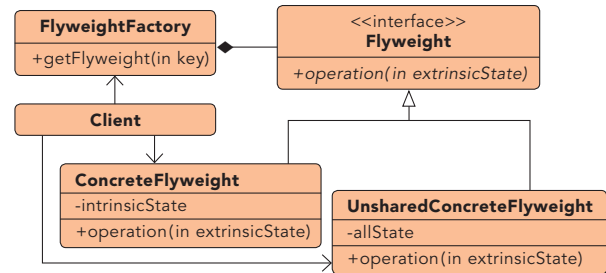 FlyweightFactory
+getFlyweight(in key)
<<interface>>
Flyweight
+operation(in extrinsicState)
Client
ConcreteFlyweight
-intrinsicState
+operation(in extrinsicState)
UnsharedConcreteFlyweight
-allState
+operation(in extrinsicState)